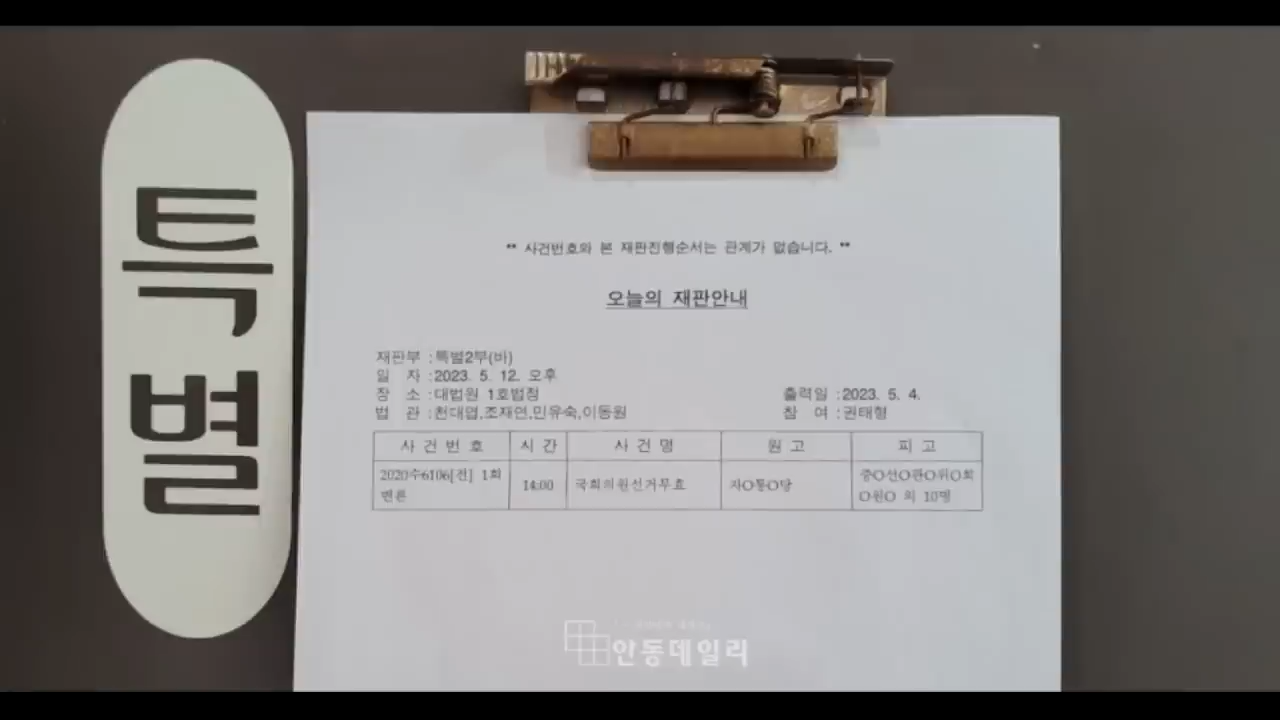 특별
** 사건번호와 본 재판진행순서는 관계가 없습니다. **
오늘의 재판안내
재판부 :특별2부(바)
일 자 :2023. 5. 12. 오후
장 소 :대법원 1호법정
출력일 :2023. 5. 4.
법 관 :천대엽,조재연,민유숙,이동원
참 여 :권태형
사 건 번 호 시 간 사 건 명 원 고 피 고
2020수6106[전] 1회 변론 14:00 국회의원선거무효 자O통O당 중O선O관O위O회 O원O 외 10명
안동데일리